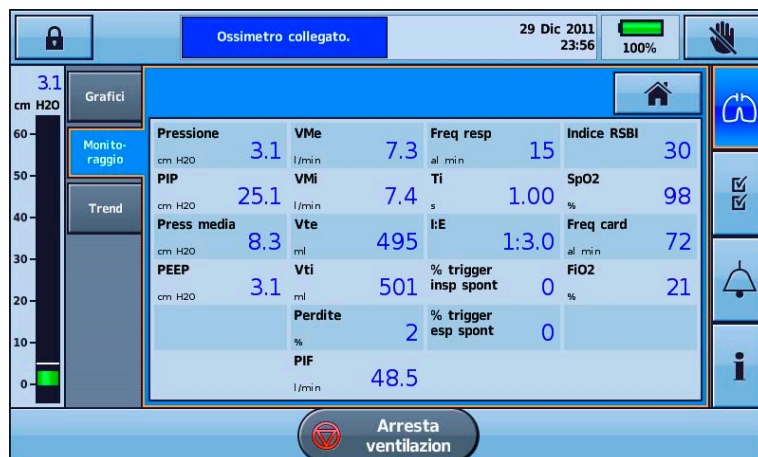 Ossimetro collegato.
29 Dic 2011
23:56
100%
3.1
cm H2O
60
50
40
30
20
10
0
Grafici
Monito-
raggio
Trend
Pressione
cm H2O
3.1
VMe
l/min
7.3
Freq resp
al min
15
Indice RSBI
30
PIP
cm H2O
25.1
VMi
l/min
7.4
Ti
s
1.00
SpO2
%
98
Press media
cm H2O
8.3
Vte
ml
495
I:E
1:3.0
Freq card
al min
72
PEEP
cm H2O
3.1
Vti
ml
501
% trigger
insp spont
0
FiO2
%
21
Perdite
%
2
% trigger
esp spont
0
PIF
l/min
48.5
Arresta
ventilazion